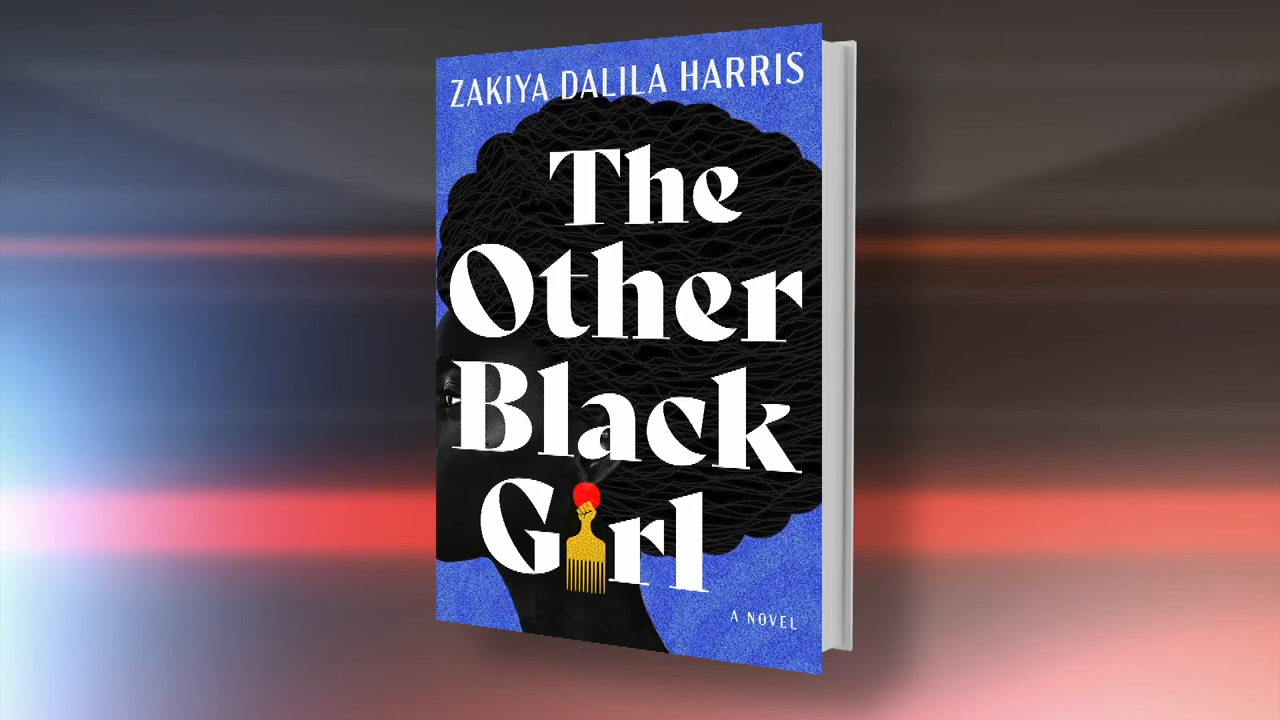 ZAKIYA DALILA HARRIS
The
Other
Black
Girl
A NOVEL